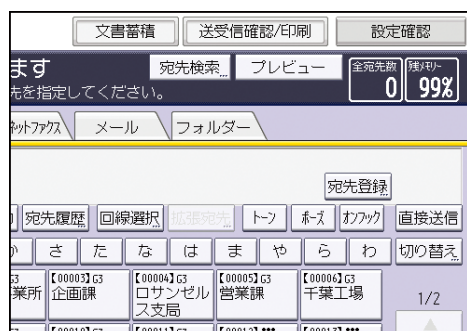 文書蓄積 送受信確認/印刷 設定確認
ます 宛先検索 プレビュー 全宛先数 残メモリー
先を指定してください。 0 99%
ネットファクス メール フォルダー
宛先登録
宛先履歴 回線選択 拡張宛先 トーン ポーズ オンフック 直接送信
か さ た な は ま や ら わ 切り替え
G3 【00003】G3 【00004】G3 【00005】G3 【00006】G3
業所 企画課 ロサンゼル 営業課 千葉工場 1/2
ス支局